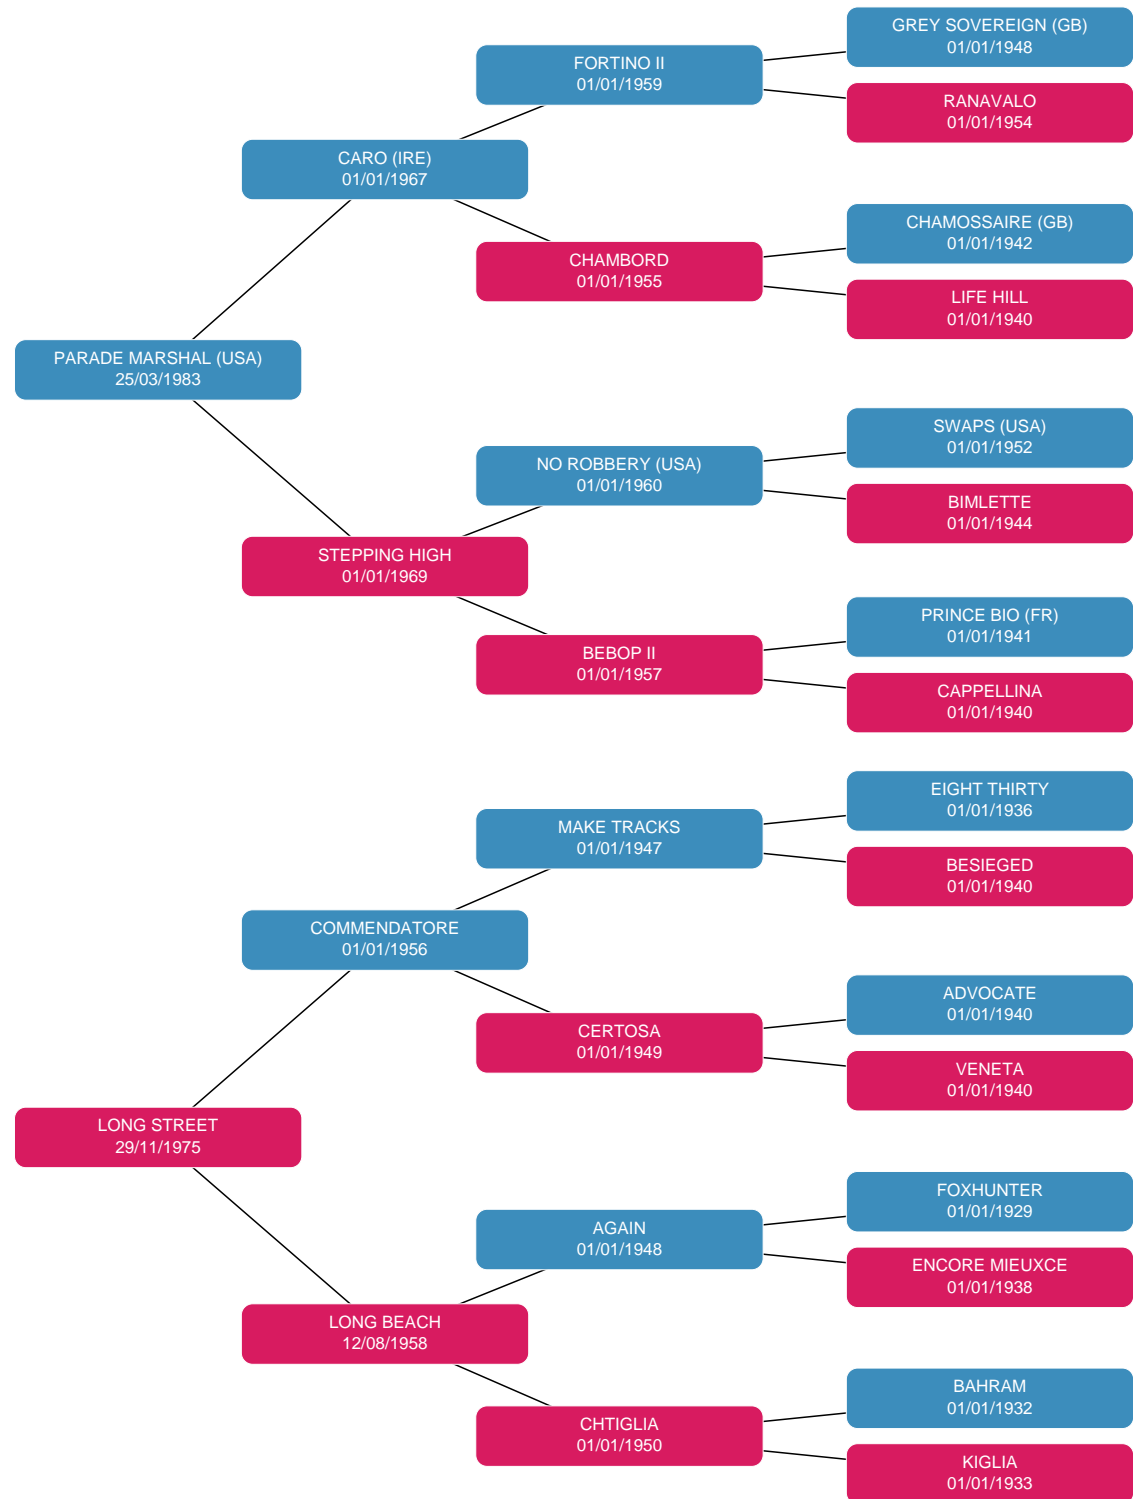 GREY SOVEREIGN (GB)
01/01/1948
FORTINO II
01/01/1959
RANAVALO
01/01/1954
CARO (IRE)
01/01/1967
CHAMOSSAIRE (GB)
01/01/1942
CHAMBORD
01/01/1955
LIFE HILL
01/01/1940
PARADE MARSHAL (USA)
25/03/1983
SWAPS (USA)
01/01/1952
NO ROBBERY (USA)
01/01/1960
BIMLETTE
01/01/1944
STEPPING HIGH
01/01/1969
PRINCE BIO (FR)
01/01/1941
BEBOP II
01/01/1957
CAPPELLINA
01/01/1940
EIGHT THIRTY
01/01/1936
MAKE TRACKS
01/01/1947
BESIEGED
01/01/1940
COMMENDATORE
01/01/1956
ADVOCATE
01/01/1940
CERTOSA
01/01/1949
VENETA
01/01/1940
LONG STREET
29/11/1975
FOXHUNTER
01/01/1929
AGAIN
01/01/1948
ENCORE MIEUXCE
01/01/1938
LONG BEACH
12/08/1958
BAHRAM
01/01/1932
CHTIGLIA
01/01/1950
KIGLIA
01/01/1933